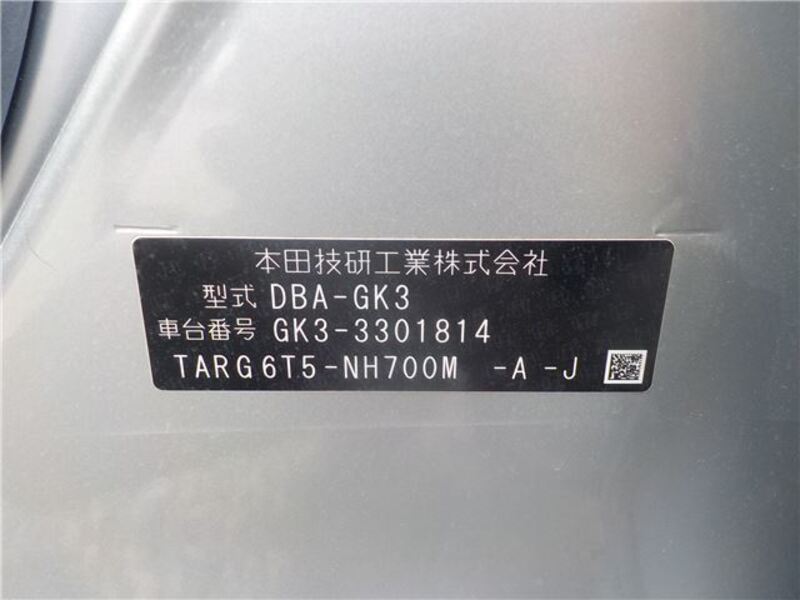 本田技研工業株式会社
型式 DBA-GK3
車台番号 GK3-3301814
TARG6T5-NH700M -A -J